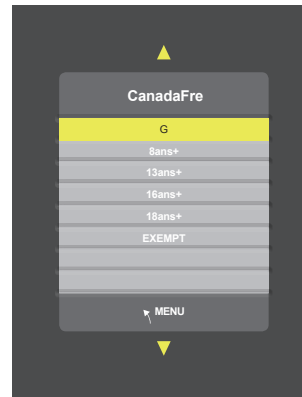 CanadaFre
G
8ans+
13ans+
16ans+
18ans+
EXEMPT
MENU